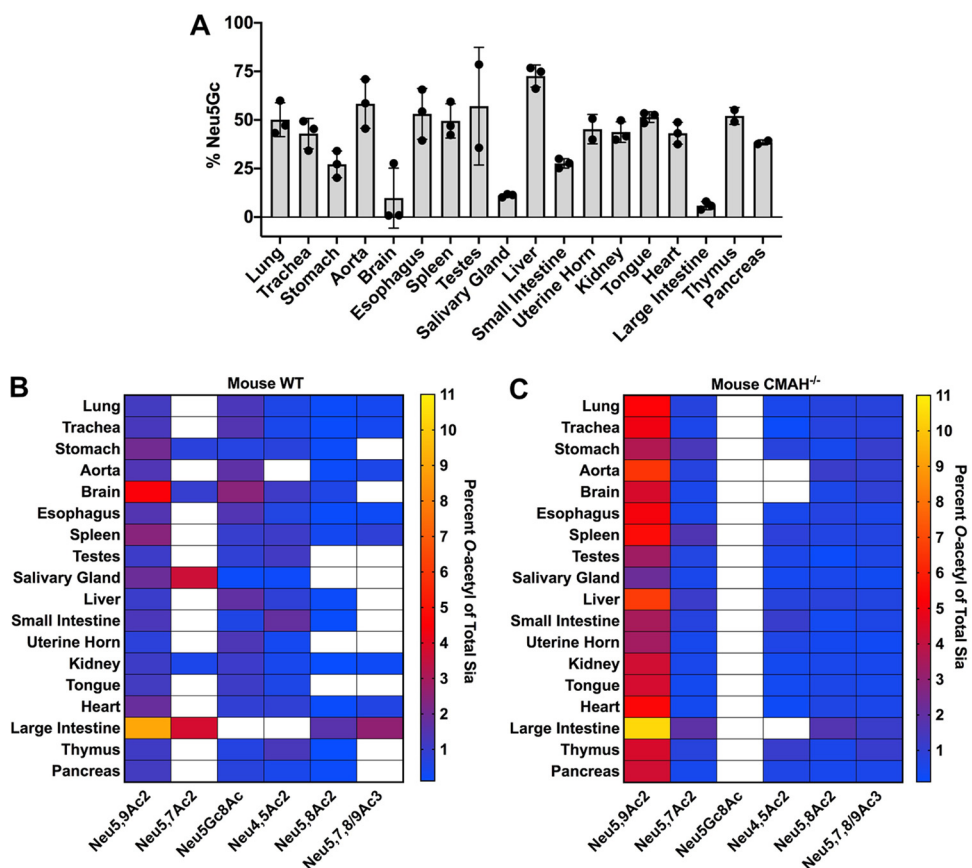 A
% Neu5Gc
100
75
50
25
0
Lung
Trachea
Stomach
Aorta
Brain
Esophagus
Spleen
Testes
Salivary Gland
Liver
Small Intestine
Uterine Horn
Kidney
Tongue
Heart
Large Intestine
Thymus
Pancreas
B
Mouse WT
Lung
Trachea
Stomach
Aorta
Brain
Esophagus
Spleen
Testes
Salivary Gland
Liver
Small Intestine
Uterine Horn
Kidney
Tongue
Heart
Large Intestine
Thymus
Pancreas
Neu5,9Ac2
Neu5,7Ac2
Neu5Gc8Ac
Neu4,5Ac2
Neu5,8Ac2
Neu5,7,8/9Ac3
11
10
9
8
7
6
5
4
3
2
1
Percent O-acetyl of Total Sia
C
Mouse CMAH-/-
Lung
Trachea
Stomach
Aorta
Brain
Esophagus
Spleen
Testes
Salivary Gland
Liver
Small Intestine
Uterine Horn
Kidney
Tongue
Heart
Large Intestine
Thymus
Pancreas
Neu5,9Ac2
Neu5,7Ac2
Neu5Gc8Ac
Neu4,5Ac2
Neu5,8Ac2
Neu5,7,8/9Ac3
11
10
9
8
7
6
5
4
3
2
1
Percent O-acetyl of Total Sia